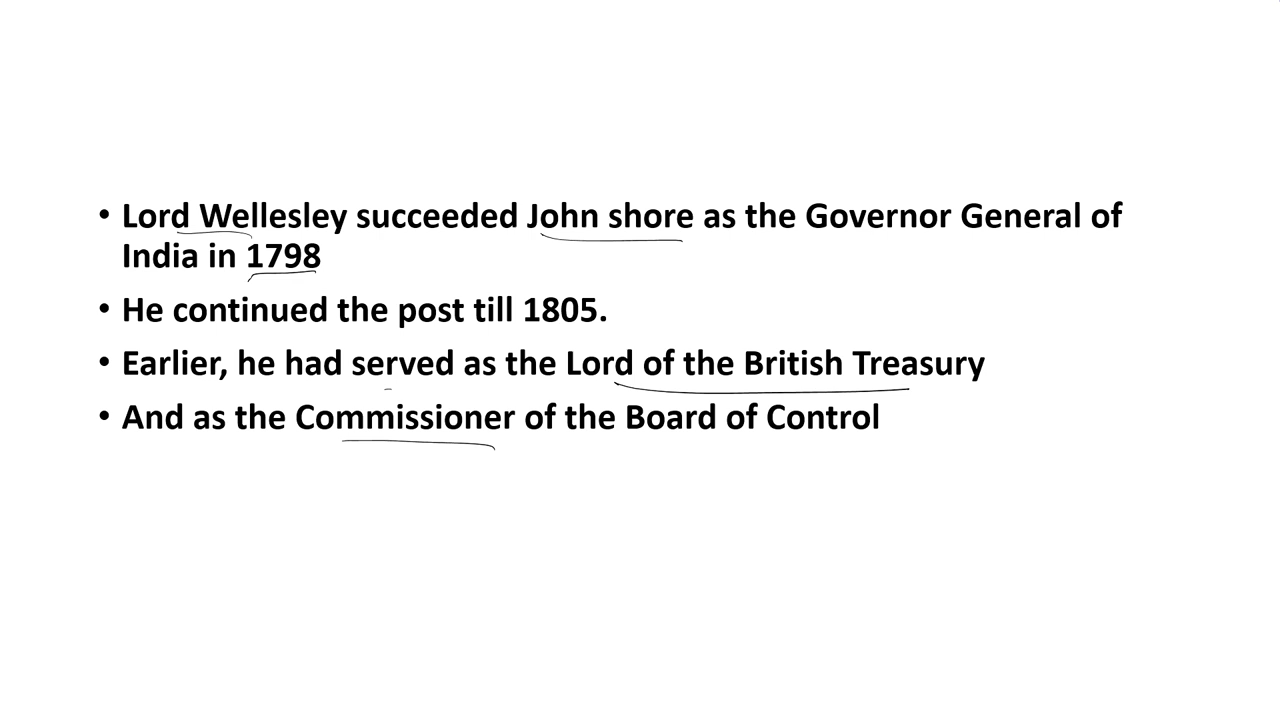 • Lord Wellesley succeeded John shore as the Governor General of
India in 1798
• He continued the post till 1805.
• Earlier, he had served as the Lord of the British Treasury
• And as the Commissioner of the Board of Control